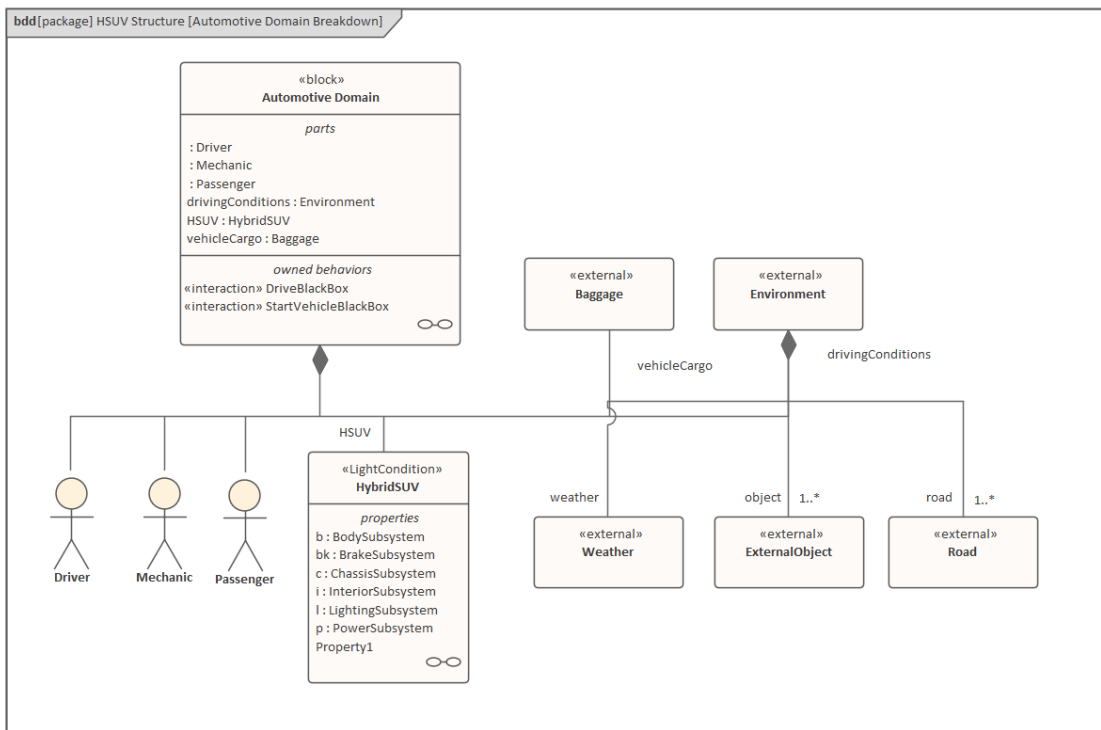 bdd[package] HSUV Structure [Automotive Domain Breakdown]
«block»
Automotive Domain
parts
: Driver
: Mechanic
: Passenger
drivingConditions : Environment
HSUV : HybridSUV
vehicleCargo : Baggage
owned behaviors
«interaction» DriveBlackBox
«interaction» StartVehicleBlackBox
«external»
Baggage
«external»
Environment
vehicleCargo
drivingConditions
HSUV
«LightCondition»
HybridSUV
properties
b : BodySubsystem
bk : BrakeSubsystem
c : ChassisSubsystem
i : InteriorSubsystem
l : LightingSubsystem
p : PowerSubsystem
Property1
Driver
Mechanic
Passenger
weather
object
1..*
road
1..*
«external»
Weather
«external»
ExternalObject
«external»
Road